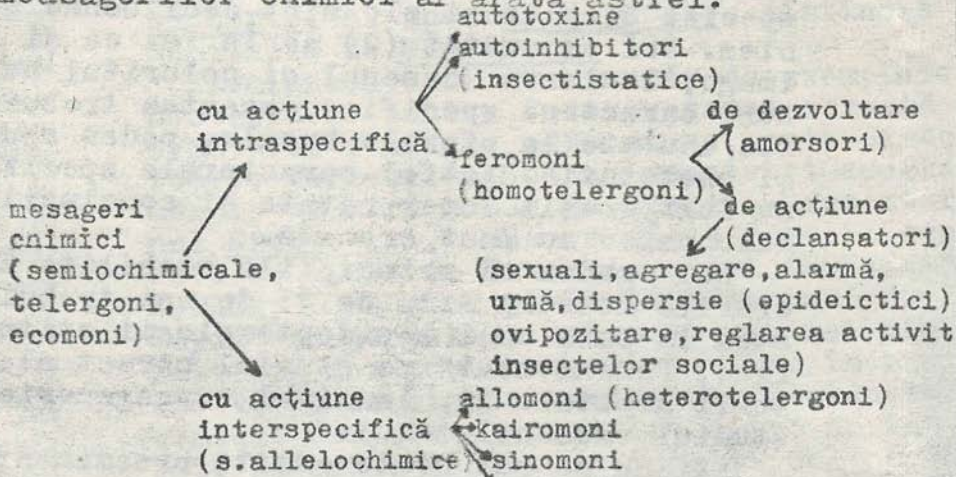 mesagerilor chimici ar arăta astfel:
autotoxine
autoinhibitori
(insectistatice)
cu acțiune
intraspecifică
feromoni
(homotelergoni)
de dezvoltare
(amorsori)
de acțiune
(declanșatori)
(sexuali,agregare,alarmă,
urmă,dispersie (epideictici)
ovipozitare,reglarea activit
insectelor sociale)
mesageri
chimici
(semiochimicale,
telergoni,
ecomoni)
cu acțiune
interspecifică
(s.allelochimice)
allomoni (heterotelergoni)
kairomoni
sinomoni